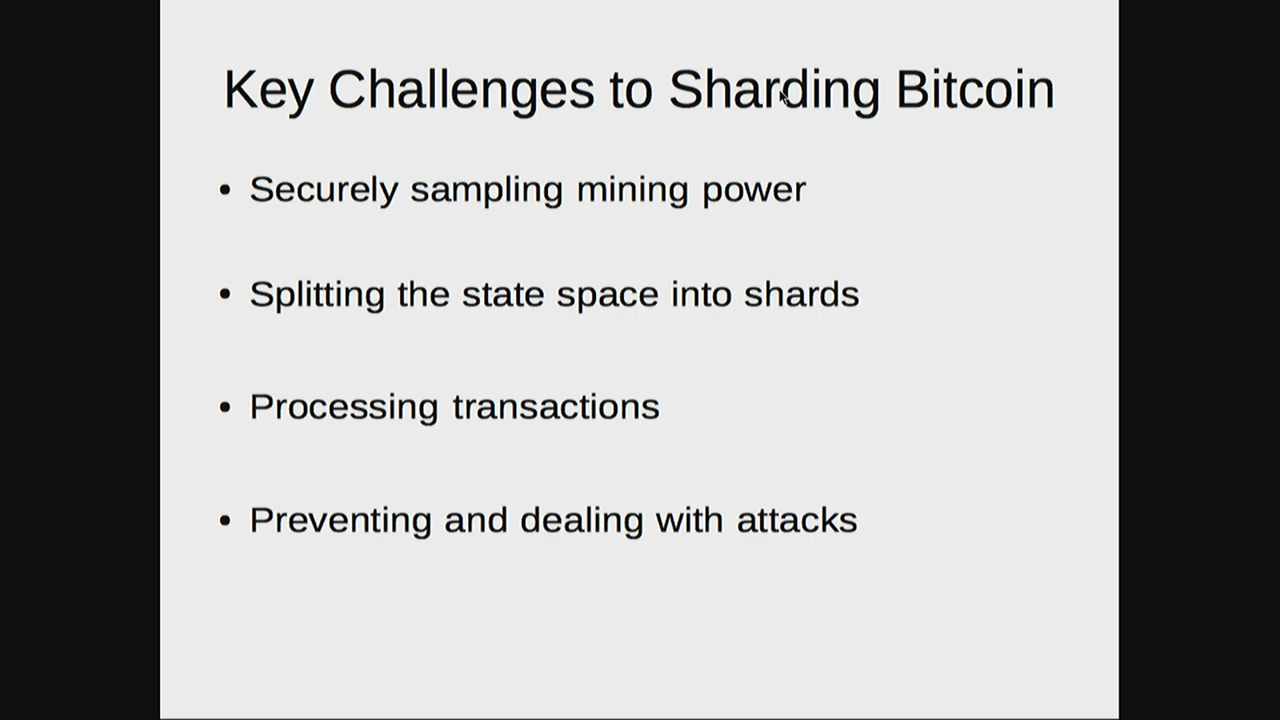 Key Challenges to Sharding Bitcoin
• Securely sampling mining power
• Splitting the state space into shards
• Processing transactions
• Preventing and dealing with attacks